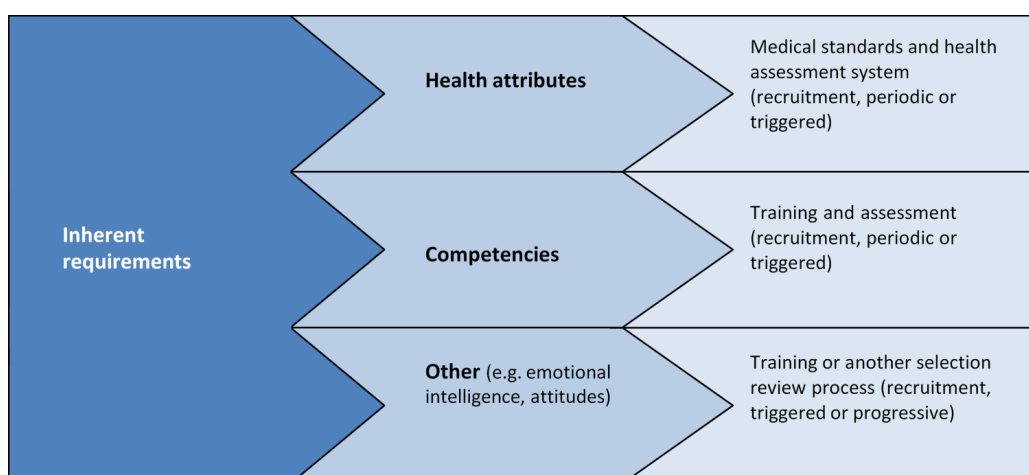 Inherent
requirements
Health attributes
Medical standards and health
assessment system
(recruitment, periodic or
triggered)
Competencies
Training and assessment
(recruitment, periodic or
triggered)
Other (e.g. emotional
intelligence, attitudes)
Training or another selection
review process (recruitment,
triggered or progressive)